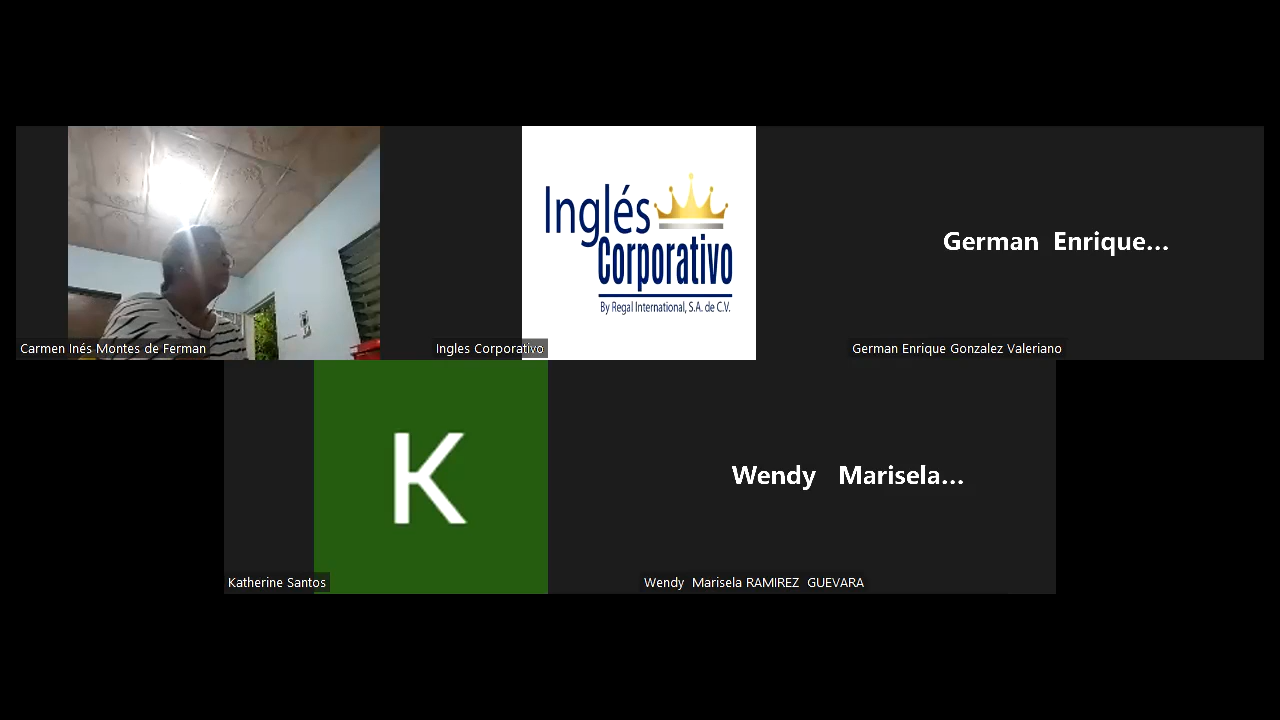 Carmen Inés Montes de Ferman
Inglés
Corporativo
By Regal International, S.A. de C.V.
Ingles Corporativo
German Enrique...
German Enrique Gonzalez Valeriano
K
Katherine Santos
Wendy Marisela...
Wendy Marisela RAMIREZ GUEVARA